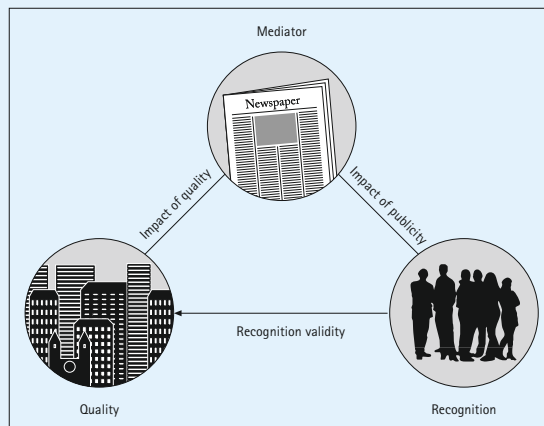 Mediator
Newspaper
Impact of quality
Impact of publicity
Recognition validity
Quality
Recognition